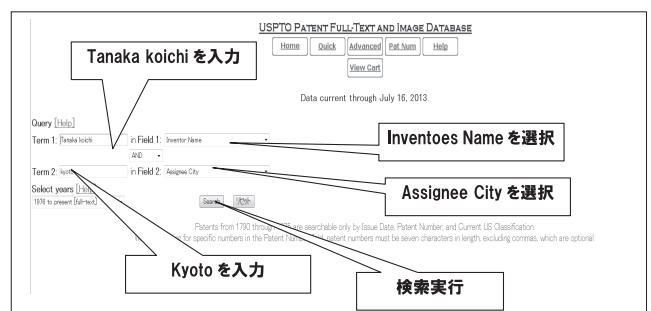 USPTO PATENT FULL-TEXT AND IMAGE DATABASE
Home Quick Advanced Pat Num Help
View Cart
Tanaka koichi を入力
Data current through July 16, 2013.
Query [Help]
Term 1: Tanaka koichi in Field 1: Inventor Name
Inventoes Name を選択
AND
Term 2: kyoto in Field 2: Assignee City
Assignee City を選択
Select years [Help]
1976 to present [full-text] Search
Patents from 1790 through 1975 are searchable only by Issue Date, Patent Number, and Current US Classification.
for specific numbers in the Patent Number patent numbers must be seven characters in length, excluding commas, which are optional.
Kyoto を入力
検索実行